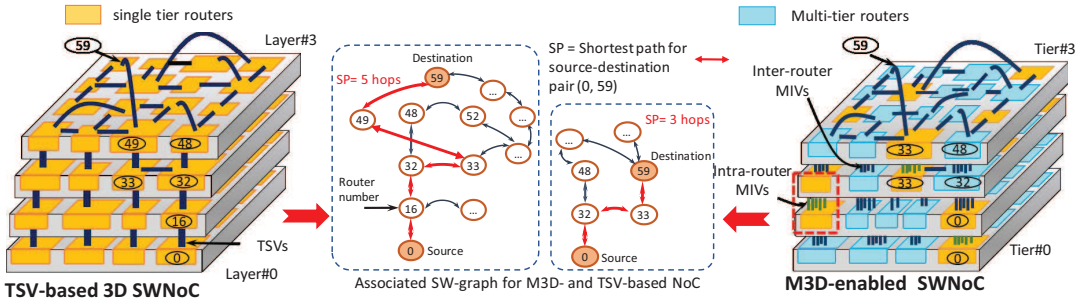 single tier routers
Multi-tier routers
59
Layer#3
49
48
33
32
16
0
TSVs
Layer#0
TSV-based 3D SWNoC
Destination
SP= 5 hops
59
...
49
48
52
...
...
32
33
Router
number
16
...
0
Source
SP = Shortest path for
source-destination
pair (0, 59)
SP= 3 hops
...
...
Destination
48
59
32
33
0
Source
Associated SW-graph for M3D- and TSV-based NoC
59
Tier#3
Inter-router
MIVs
33
48
Intra-router
MIVs
33
32
0
0
Tier#0
M3D-enabled SWNoC